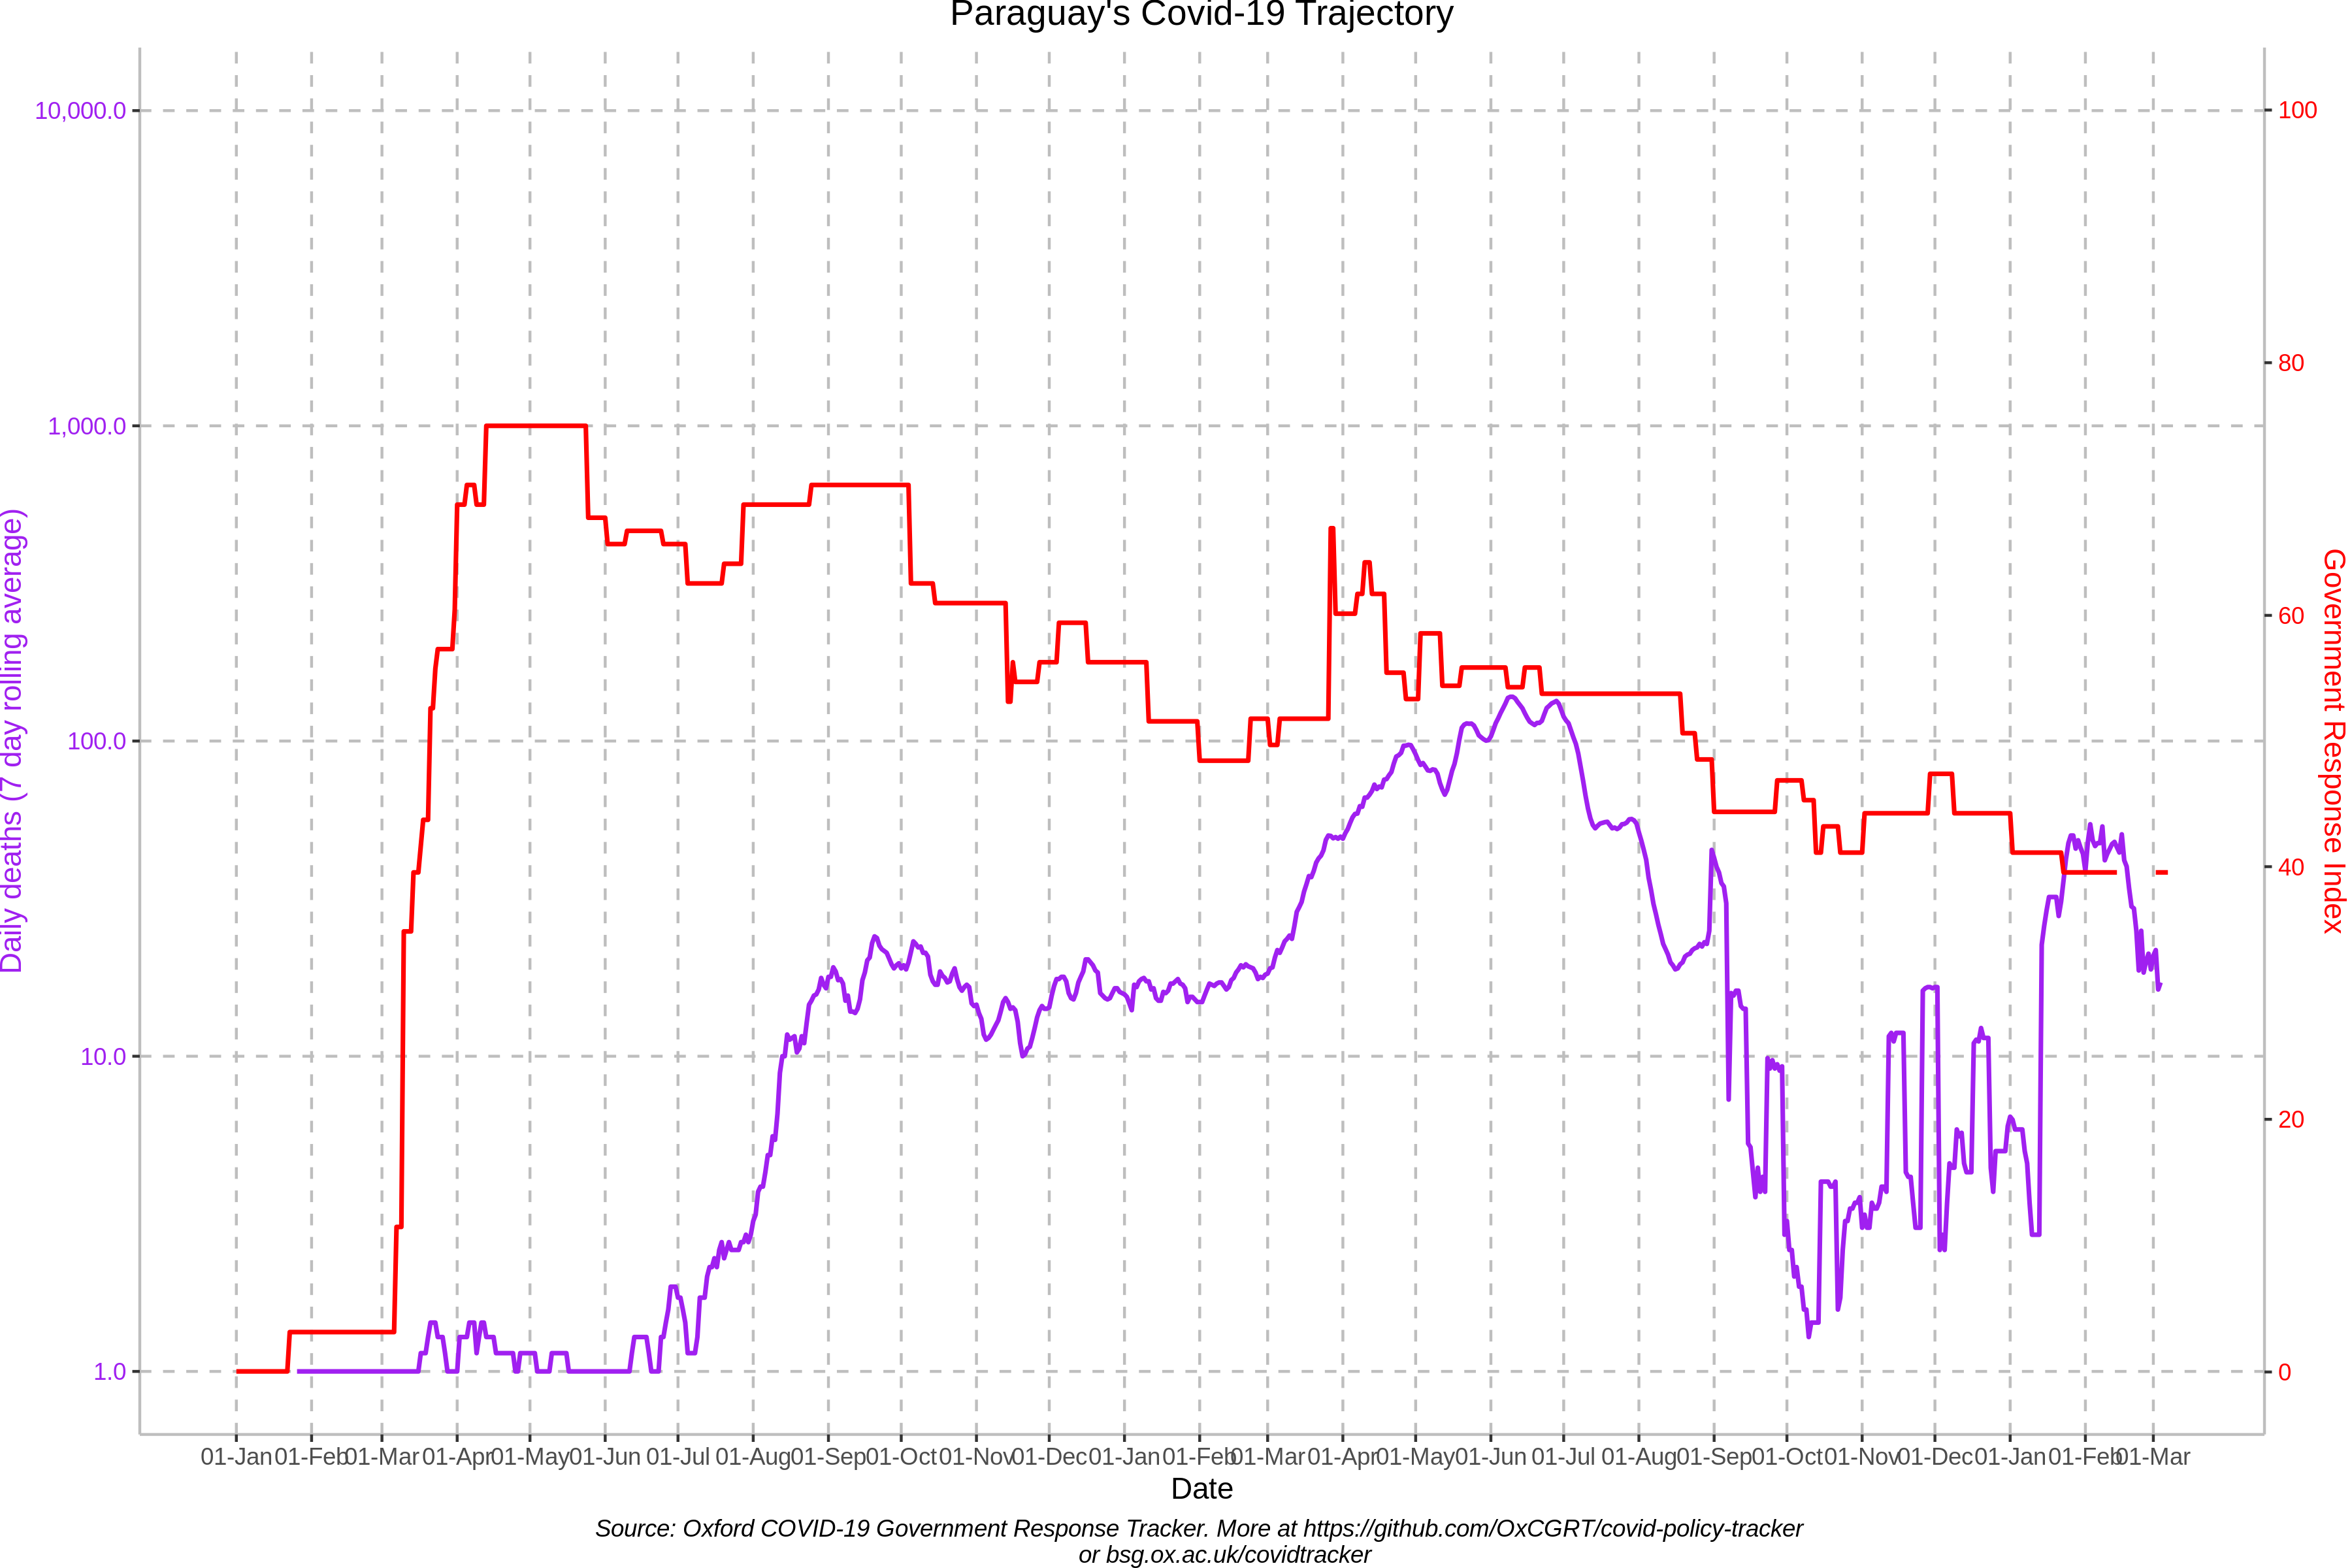 Paraguay's Covid-19 Trajectory
10,000.0
1,000.0
100.0
10.0
1.0
Daily deaths (7 day rolling average)
100
80
60
40
20
0
Government Response Index
01-Jan 01-Feb 01-Mar 01-Apr 01-May 01-Jun 01-Jul 01-Aug 01-Sep 01-Oct 01-Nov 01-Dec 01-Jan 01-Feb 01-Mar 01-Apr 01-May 01-Jun 01-Jul 01-Aug 01-Sep 01-Oct 01-Nov 01-Dec 01-Jan 01-Feb 01-Mar
Date
Source: Oxford COVID-19 Government Response Tracker. More at https://github.com/OxCGRT/covid-policy-tracker
or bsg.ox.ac.uk/covidtracker